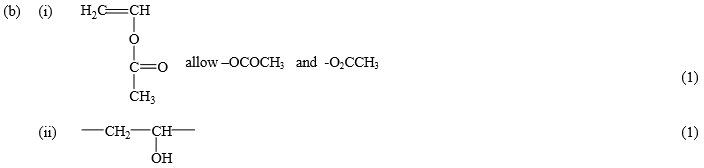 (b) (i) H₂C=CH
O
C=O allow –OCOCH₃ and -O₂CCH₃
(1)
CH₃
(ii) —CH₂—CH— (1)
OH